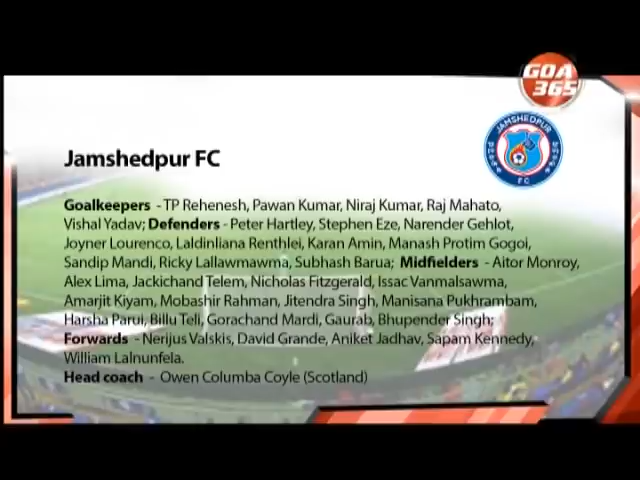 GOA
365
JAMSHEDPUR
FC
Jamshedpur FC
Goalkeepers - TP Rehenesh, Pawan Kumar, Niraj Kumar, Raj Mahato,
Vishal Yadav; Defenders - Peter Hartley, Stephen Eze, Narender Gehlot,
Joyner Lourenco, Laldinliana Renthlei, Karan Amin, Manash Protim Gogoi,
Sandip Mandi, Ricky Lallawmawma, Subhash Barua; Midfielders - Aitor Monroy,
Alex Lima, Jackichand Telem, Nicholas Fitzgerald, Issac Vanmalsawma,
Amarjit Kiyam, Mobashir Rahman, Jitendra Singh, Manisana Pukhrambam,
Harsha Parui, Billu Teli, Gorachand Mardi, Gaurab, Bhupender Singh;
Forwards - Nerijus Valskis, David Grande, Aniket Jadhav, Sapam Kennedy,
William Lalnunfela.
Head coach - Owen Columba Coyle (Scotland)